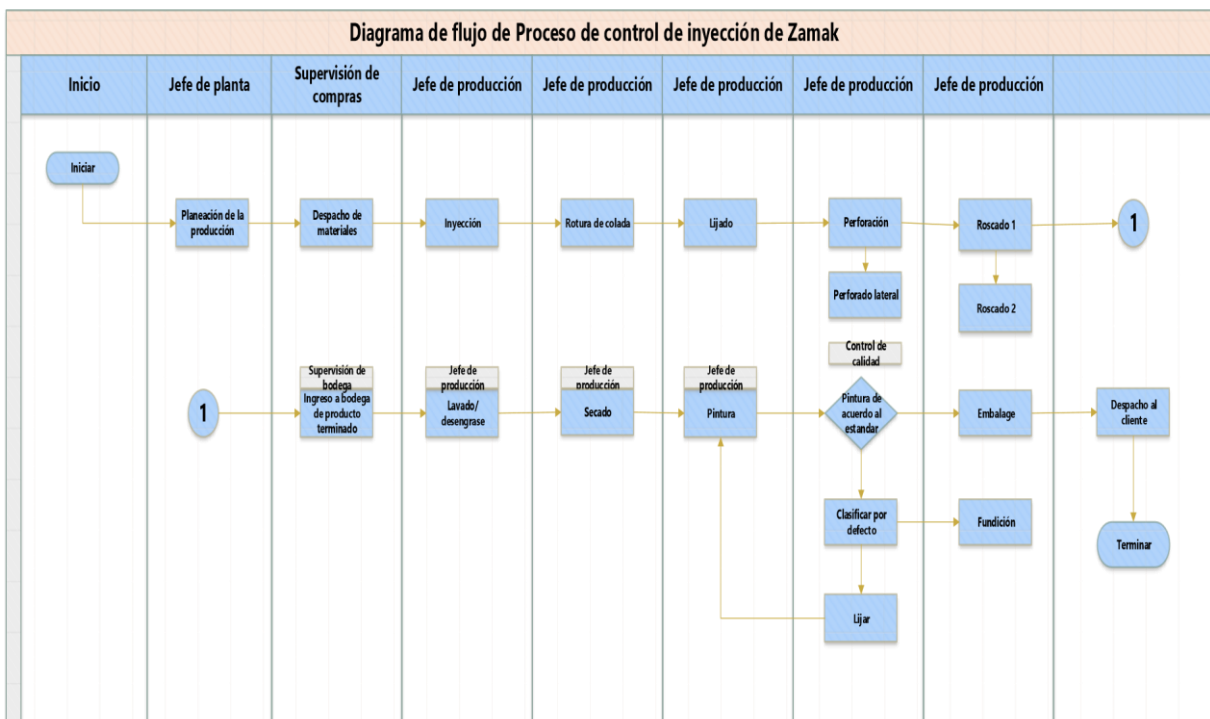 Diagrama de flujo de Proceso de control de inyección de Zamak
Inicio
Jefe de planta
Supervisión de
compras
Jefe de producción
Jefe de producción
Jefe de producción
Jefe de producción
Jefe de producción
Iniciar
Planeación de la
producción
Despacho de
materiales
Inyección
Rotura de colada
Lijado
Perforación
Roscado 1
1
Perforado lateral
Roscado 2
1
Supervisión de
bodega
Ingreso a bodega
de producto
terminado
Jefe de
producción
Lavado/
desengrase
Jefe de
producción
Secado
Jefe de
producción
Pintura
Control de
calidad
Pintura de
acuerdo al
estandar
Embalage
Despacho al
cliente
Clasificar por
defecto
Fundición
Terminar
Lijar